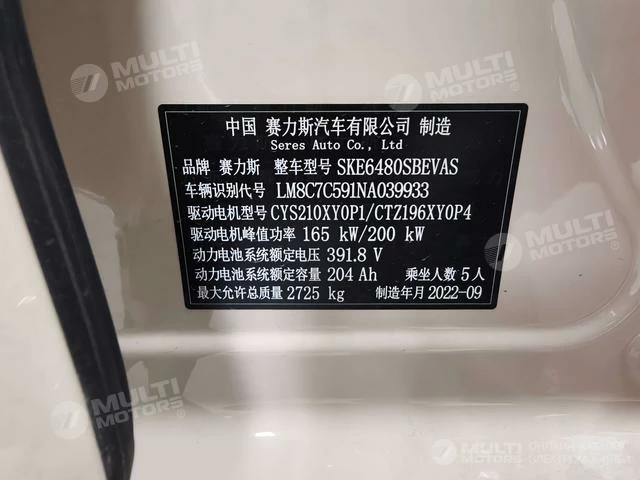 中国 赛力斯汽车有限公司 制造
Seres Auto Co., Ltd
品牌 赛力斯 整车型号 SKE6480SBEVAS
车辆识别代号 LM8C7C591NA039933
驱动电机型号 CYS210XY0P1/CTZ196XY0P4
驱动电机峰值功率 165 kW/200 kW
动力电池系统额定电压 391.8 V
动力电池系统额定容量 204 Ah 乘坐人数 5 人
最大允许总质量 2725 kg 制造年月 2022-09
MULTI MOTORS
MULTI MOTORS
MULTI MOTORS
MULTI MOTORS
MULTI MOTORS